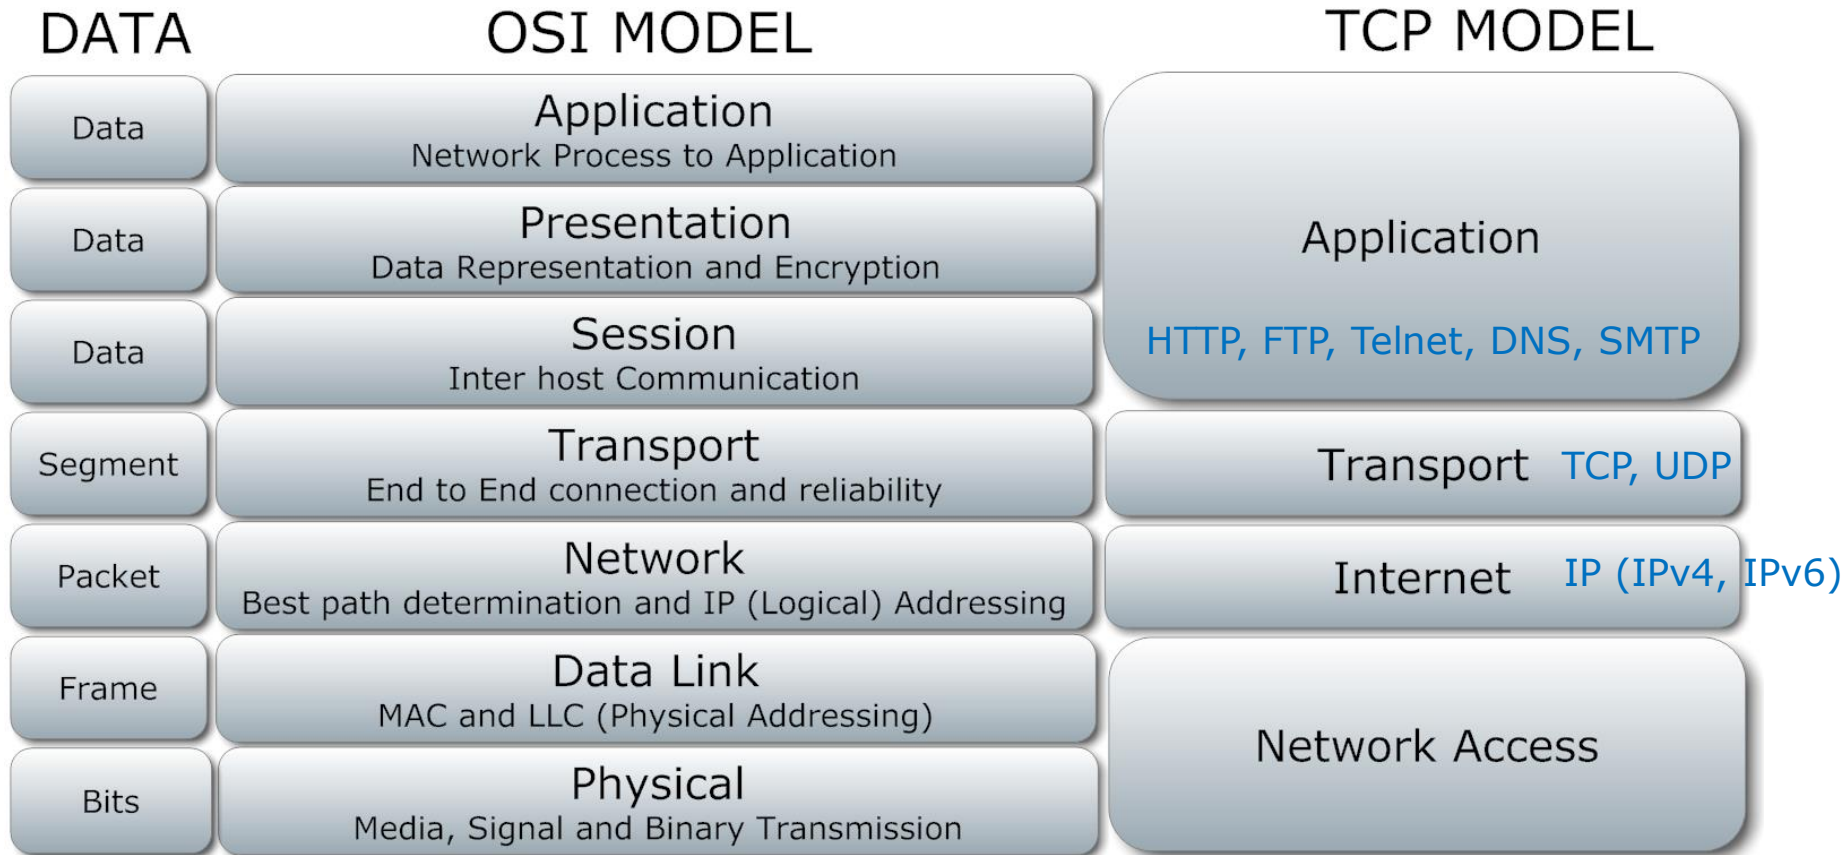 DATA
OSI MODEL
TCP MODEL
Data
Application
Network Process to Application
Data
Presentation
Data Representation and Encryption
Application
Data
Session
Inter host Communication
HTTP, FTP, Telnet, DNS, SMTP
Segment
Transport
End to End connection and reliability
Transport TCP, UDP
Packet
Network
Best path determination and IP (Logical) Addressing
Internet IP (IPv4, IPv6)
Frame
Data Link
MAC and LLC (Physical Addressing)
Network Access
Bits
Physical
Media, Signal and Binary Transmission